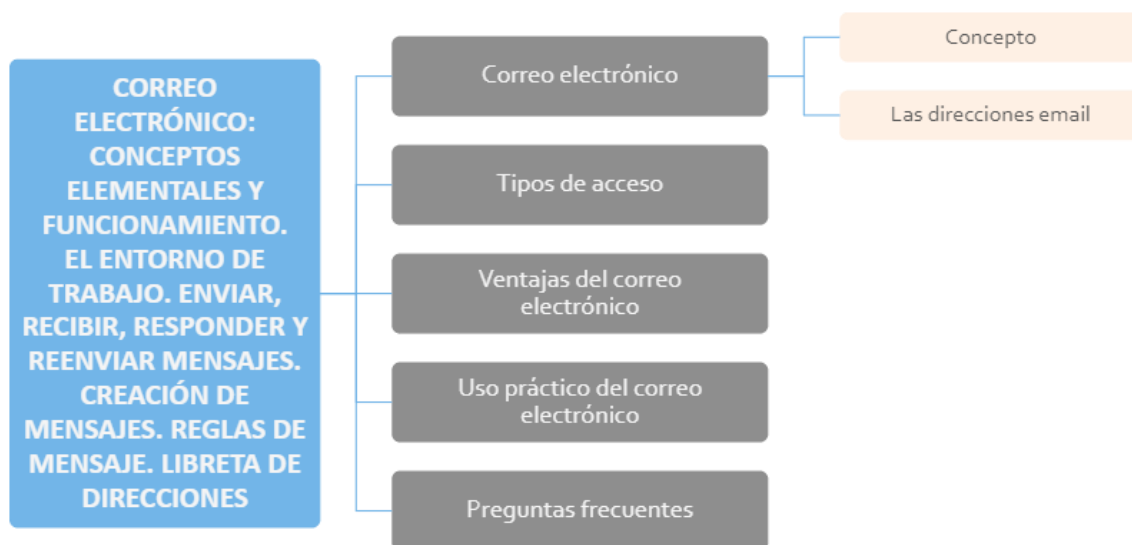 CORREO
ELECTRÓNICO:
CONCEPTOS
ELEMENTALES Y
FUNCIONAMIENTO.
EL ENTORNO DE
TRABAJO. ENVIAR,
RECIBIR, RESPONDER Y
REENVIAR MENSAJES.
CREACIÓN DE
MENSAJES. REGLAS DE
MENSAJE. LIBRETA DE
DIRECCIONES
Correo electrónico
Concepto
Las direcciones email
Tipos de acceso
Ventajas del correo
electrónico
Uso práctico del correo
electrónico
Preguntas frecuentes